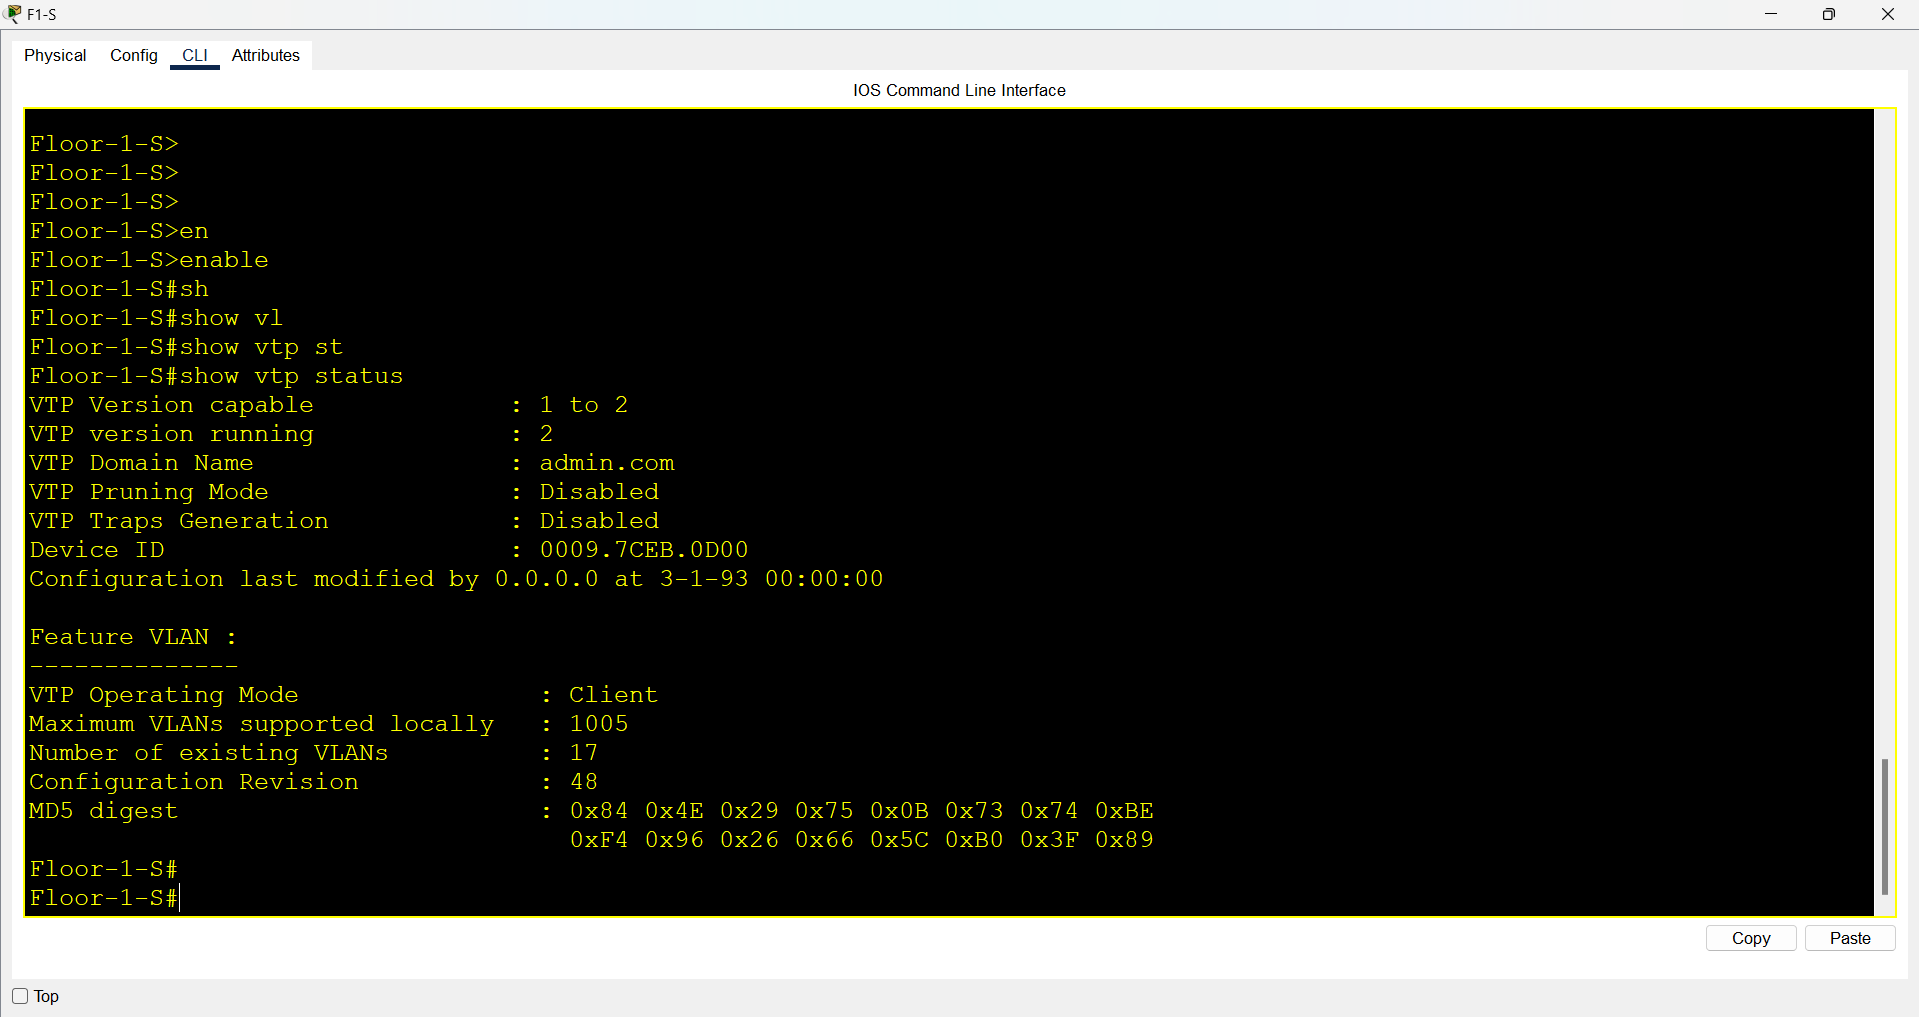 F1-S
Physical Config CLI Attributes
IOS Command Line Interface
Floor-1-S>
Floor-1-S>
Floor-1-S>
Floor-1-S>en
Floor-1-S>enable
Floor-1-S#sh
Floor-1-S#show vl
Floor-1-S#show vtp st
Floor-1-S#show vtp status
VTP Version capable : 1 to 2
VTP version running : 2
VTP Domain Name : admin.com
VTP Pruning Mode : Disabled
VTP Traps Generation : Disabled
Device ID : 0009.7CEB.0D00
Configuration last modified by 0.0.0.0 at 3-1-93 00:00:00
Feature VLAN :
--------------
VTP Operating Mode : Client
Maximum VLANs supported locally : 1005
Number of existing VLANs : 17
Configuration Revision : 48
MD5 digest : 0x84 0x4E 0x29 0x75 0x0B 0x73 0x74 0xBE
0xF4 0x96 0x26 0x66 0x5C 0xB0 0x3F 0x89
Floor-1-S#
Floor-1-S#
Copy Paste
Top